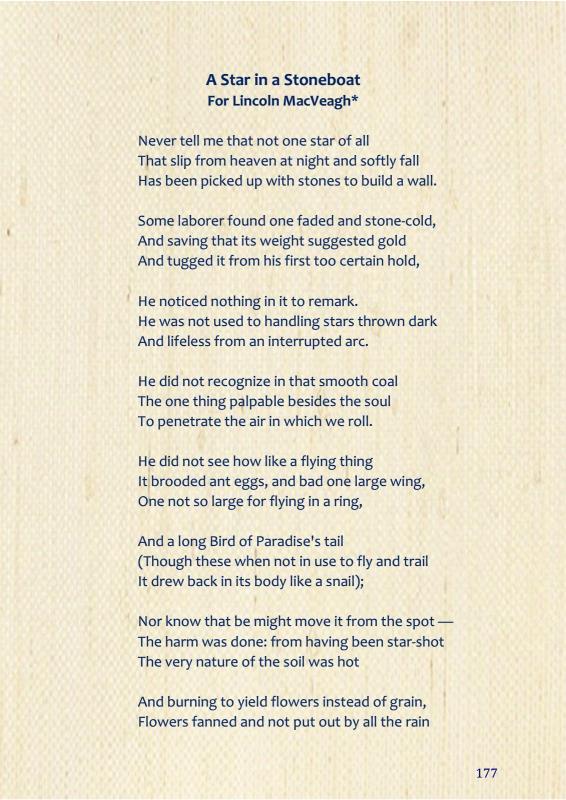 A Star in a Stoneboat
For Lincoln MacVeagh*
Never tell me that not one star of all
That slip from heaven at night and softly fall
Has been picked up with stones to build a wall.
Some laborer found one faded and stone-cold,
And saving that its weight suggested gold
And tugged it from his first too certain hold,
He noticed nothing in it to remark.
He was not used to handling stars thrown dark
And lifeless from an interrupted arc.
He did not recognize in that smooth coal
The one thing palpable besides the soul
To penetrate the air in which we roll.
He did not see how like a flying thing
It brooded ant eggs, and bad one large wing,
One not so large for flying in a ring,
And a long Bird of Paradise's tail
(Though these when not in use to fly and trail
It drew back in its body like a snail);
Nor know that be might move it from the spot —
The harm was done: from having been star-shot
The very nature of the soil was hot
And burning to yield flowers instead of grain,
Flowers fanned and not put out by all the rain
177